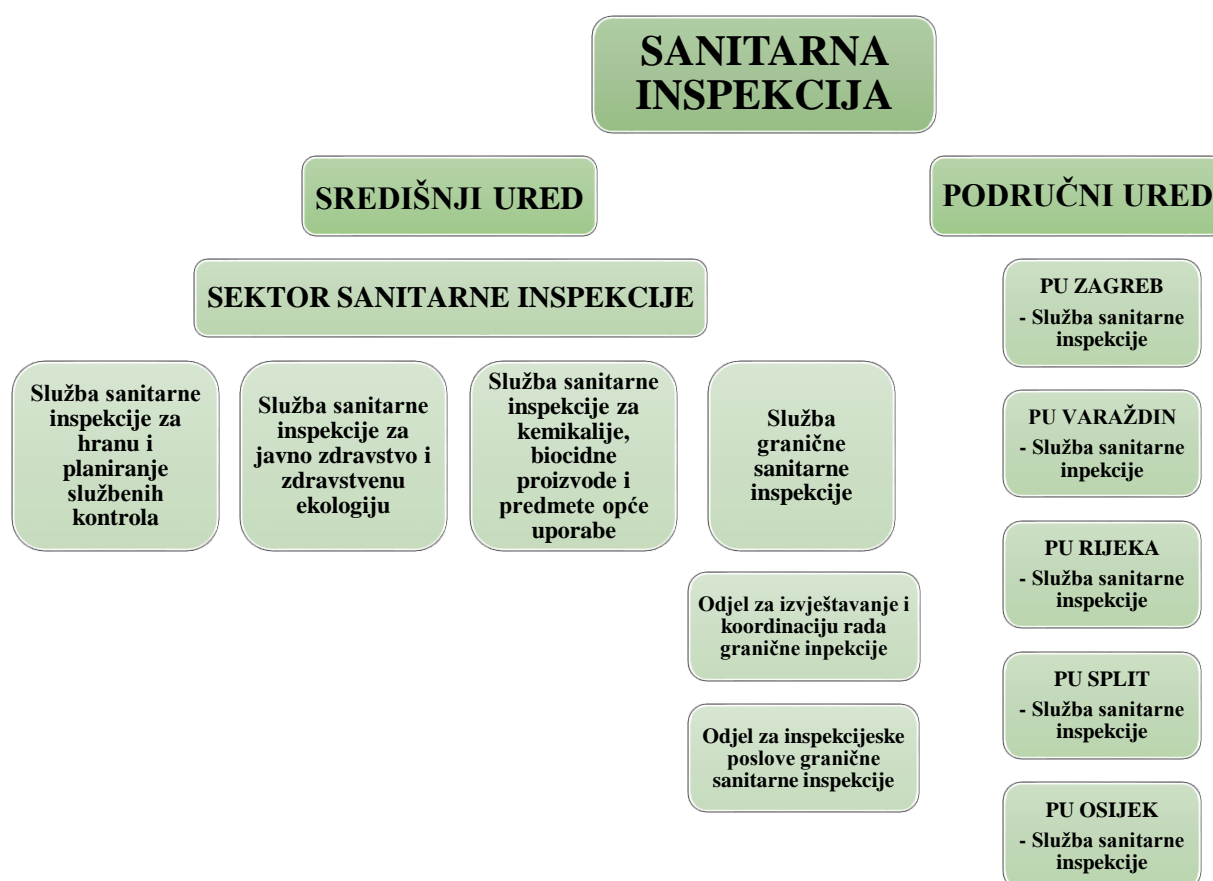 SANITARNA
INSPEKCIJA
SREDIŠNJI URED
PODRUČNI URED
SEKTOR SANITARNE INSPEKCIJE
Služba sanitarne
inspekcije za
hranu i
planiranje
službenih
kontrola
Služba sanitarne
inspekcije za
javno zdravstvo i
zdravstvenu
ekologiju
Služba sanitarne
inspekcije za
kemikalije,
biocidne
proizvode i
predmete opće
uporabe
Služba
granične
sanitarne
inspekcije
Odjel za izvještavanje i
koordinaciju rada
granične inpekcije
Odjel za inspekcijeske
poslove granične
sanitarne inspekcije
PU ZAGREB
- Služba sanitarne
inspekcije
PU VARAŽDIN
- Služba sanitarne
inpekcije
PU RIJEKA
- Služba sanitarne
inspekcije
PU SPLIT
- Služba sanitarne
inspekcije
PU OSIJEK
- Služba sanitarne
inspekcije